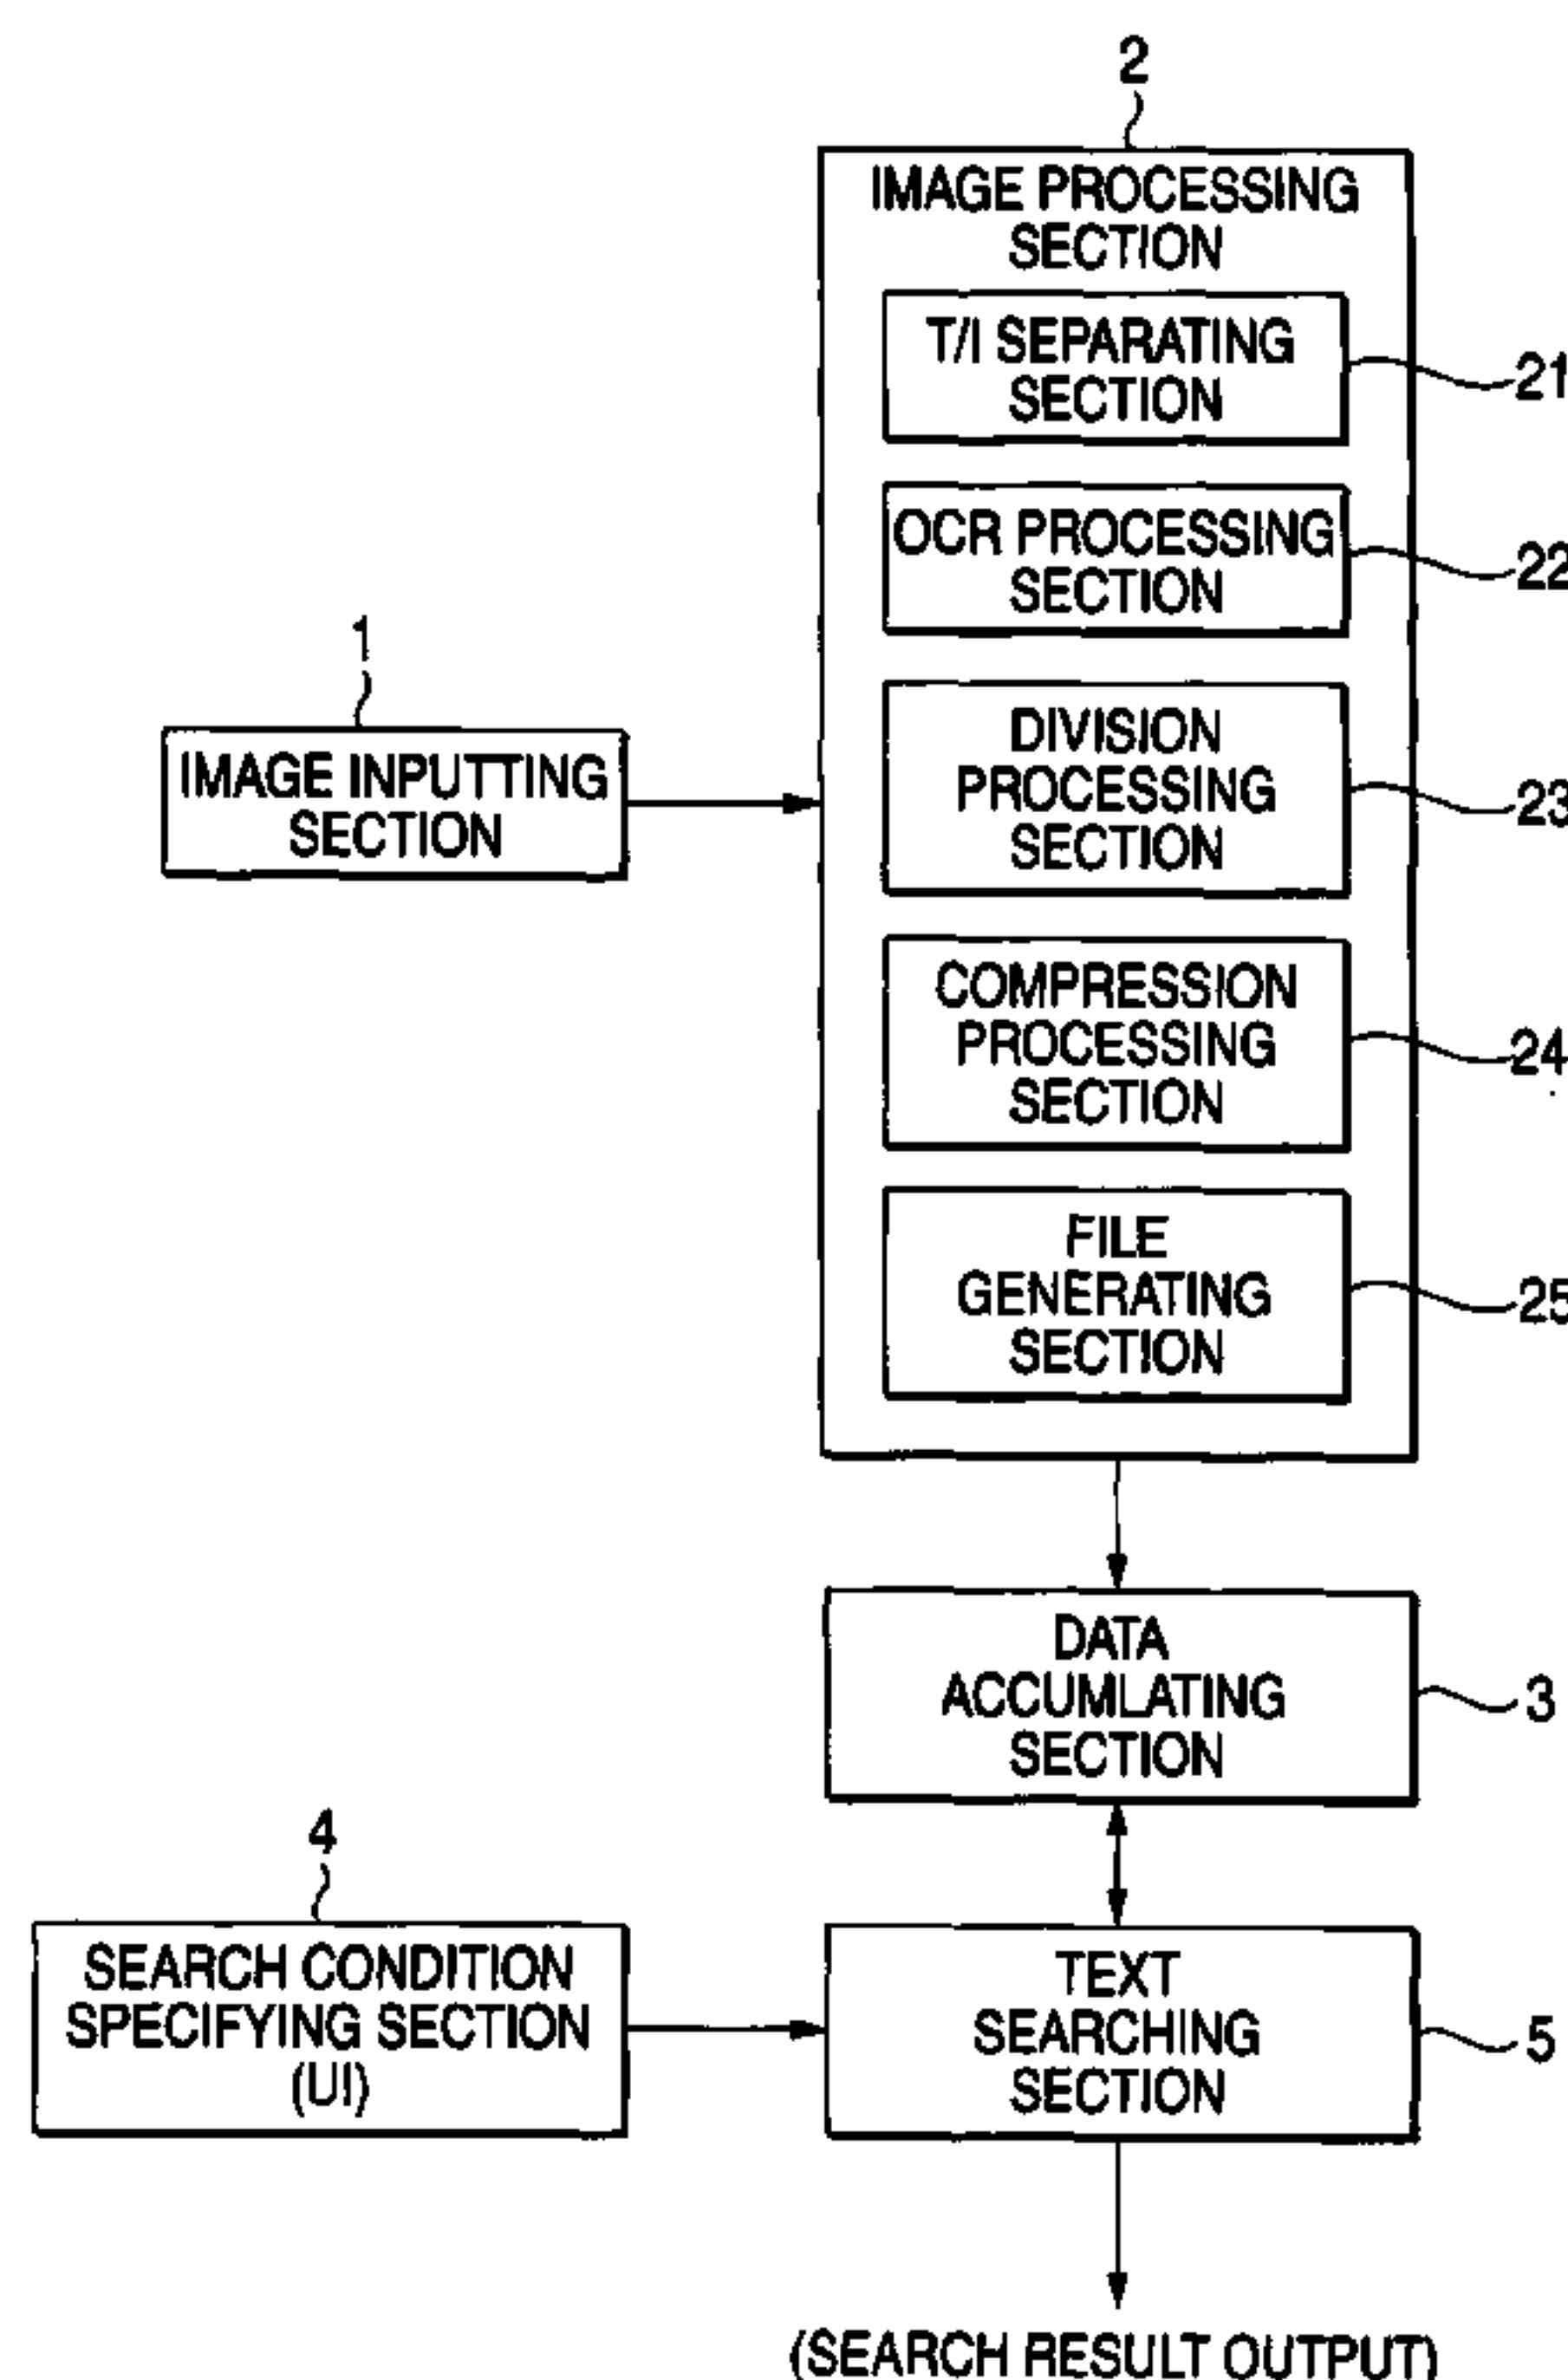 2
IMAGE PROCESSING
SECTION
T/I SEPARATING
SECTION
21
OCR PROCESSING
SECTION
22
1
IMAGE INPUTTING
SECTION
DIVISION
PROCESSING
SECTION
23
COMPRESSION
PROCESSING
SECTION
24
FILE
GENERATING
SECTION
25
DATA
ACCUMLATING
SECTION
3
4
SEARCH CONDITION
SPECIFYING SECTION
(UI)
TEXT
SEARCHING
SECTION
5
(SEARCH RESULT OUTPUT)